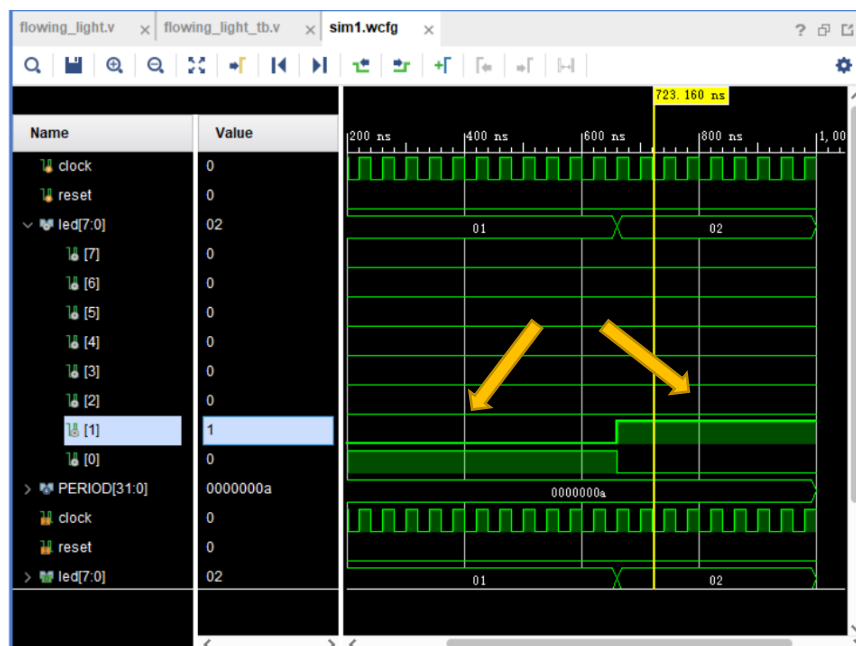 flowing_light.v × flowing_light_tb.v × sim1.wcfg × ?
723.160 ns
Name Value 200 ns 400 ns 600 ns 800 ns 1,00
clock 0
reset 0
led[7:0] 02 01 02
[7] 0
[6] 0
[5] 0
[4] 0
[3] 0
[2] 0
[1] 1
[0] 0
PERIOD[31:0] 0000000a 0000000a
clock 0
reset 0
led[7:0] 02 01 02